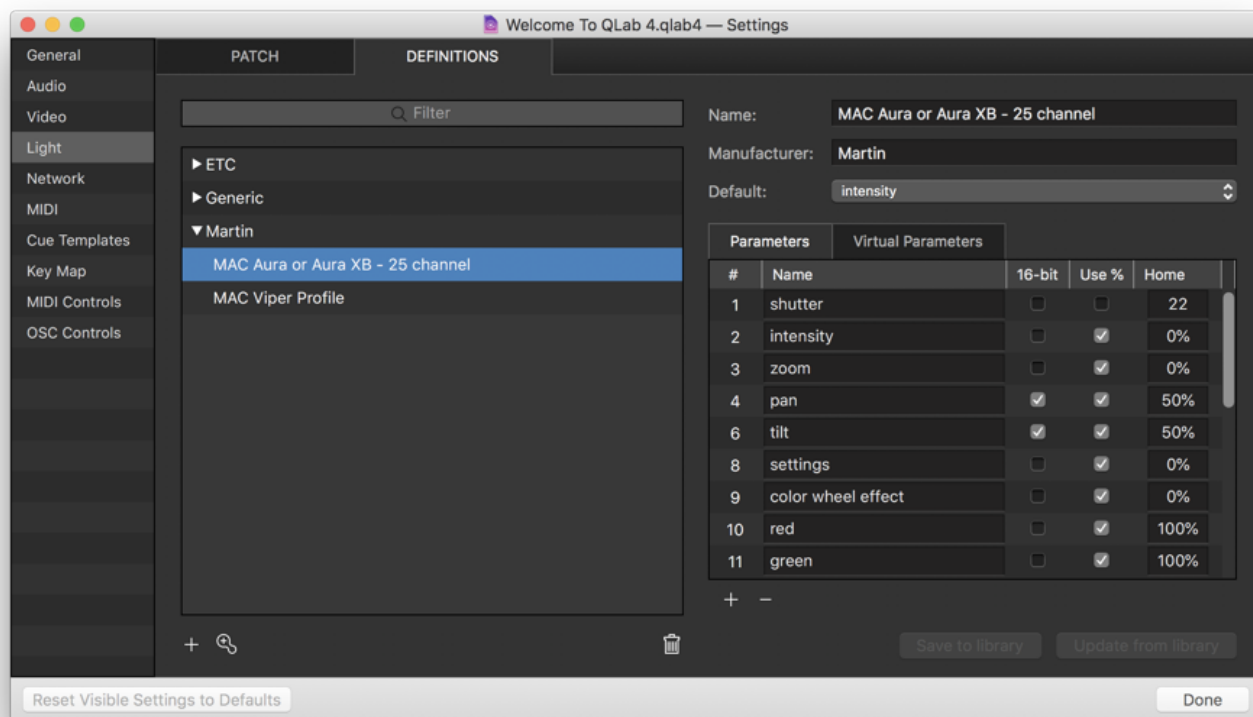 Welcome To QLab 4.qlab4 — Settings
General
Audio
Video
Light
Network
MIDI
Cue Templates
Key Map
MIDI Controls
OSC Controls
PATCH
DEFINITIONS
Filter
ETC
Generic
Martin
MAC Aura or Aura XB - 25 channel
MAC Viper Profile
Name: MAC Aura or Aura XB - 25 channel
Manufacturer: Martin
Default: intensity
Parameters Virtual Parameters
# Name 16-bit Use % Home
1 shutter 22
2 intensity 0%
3 zoom 0%
4 pan 50%
6 tilt 50%
8 settings 0%
9 color wheel effect 0%
10 red 100%
11 green 100%
Save to library Update from library
Reset Visible Settings to Defaults Done